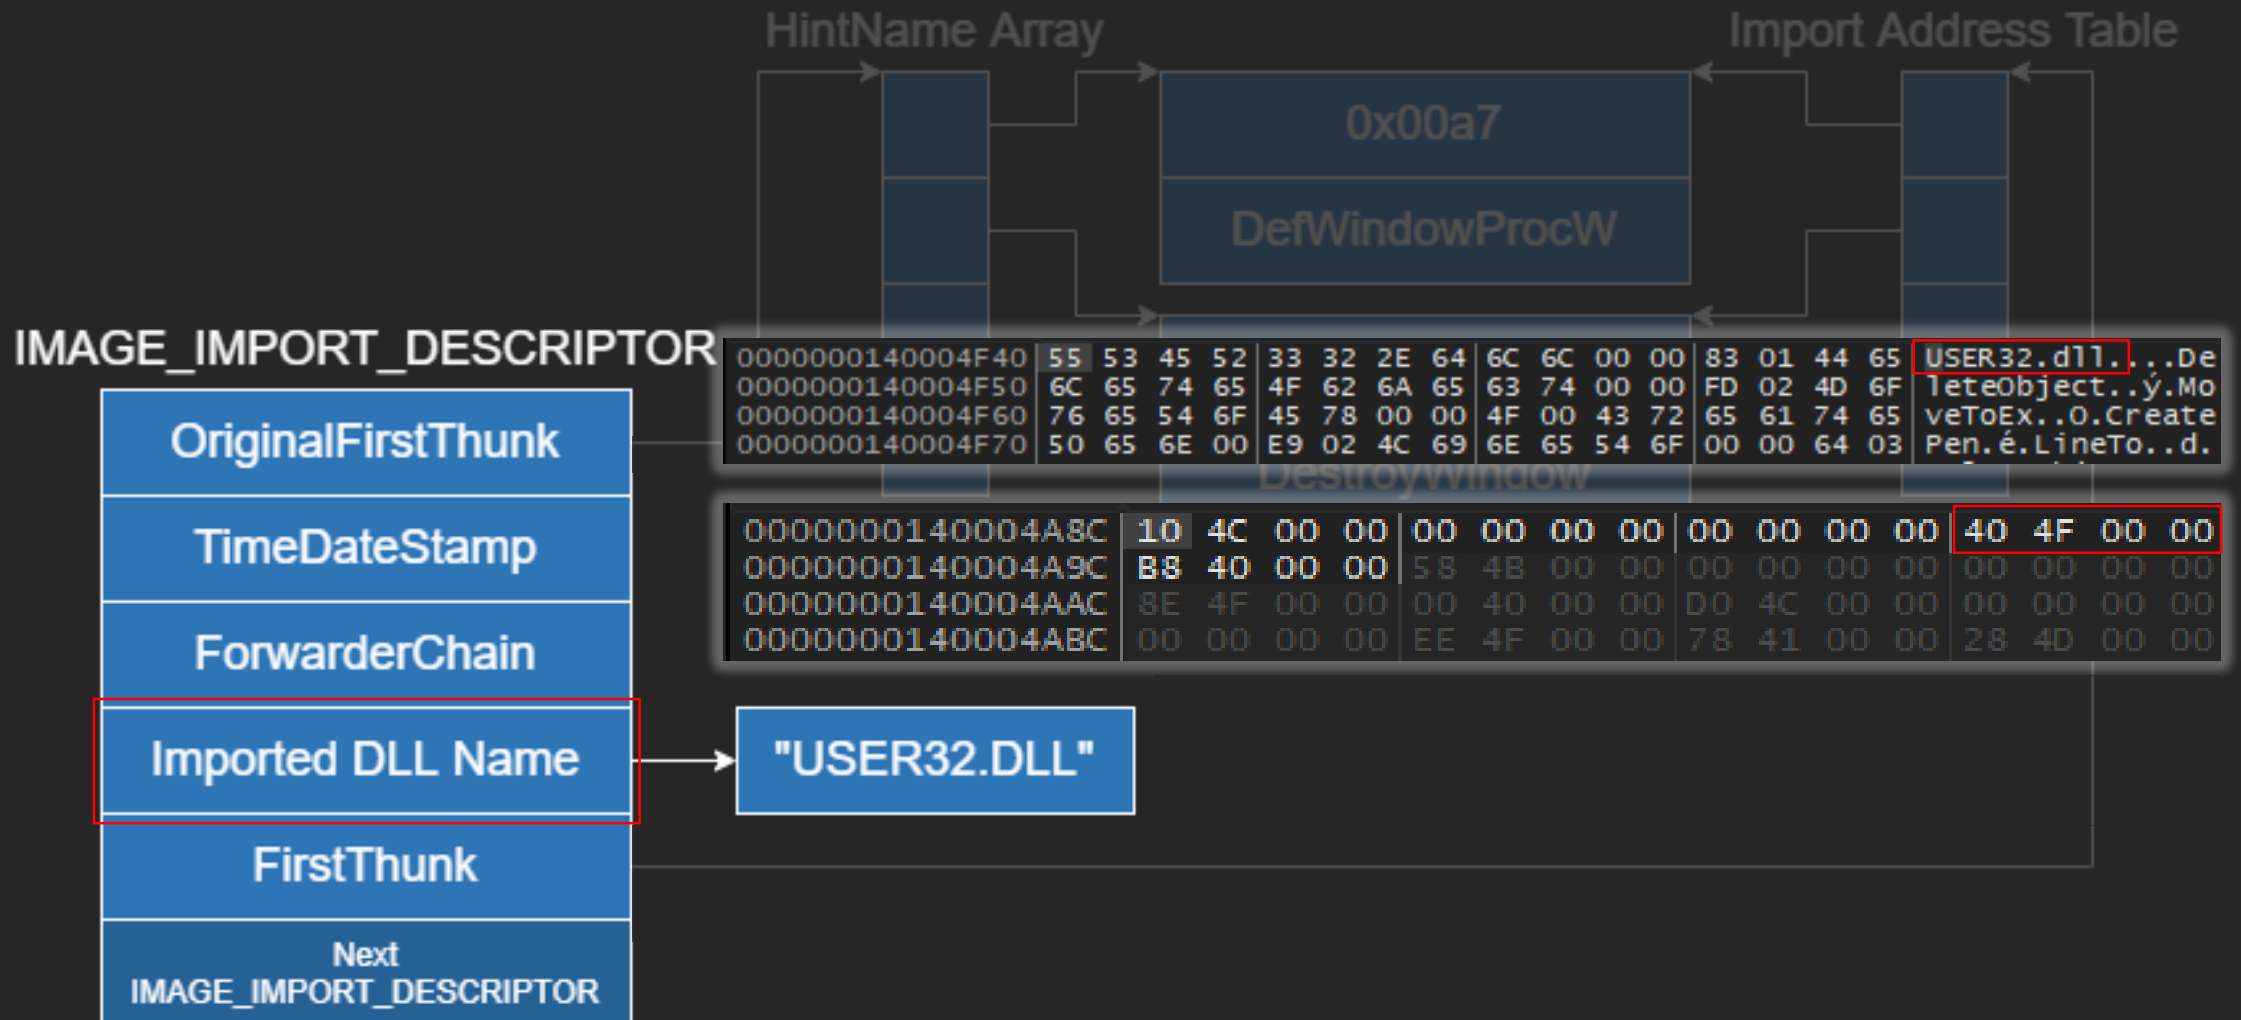 HintName Array
Import Address Table
0x00a7
DefWindowProcW
IMAGE_IMPORT_DESCRIPTOR
0000000140004F40 55 53 45 52 33 32 2E 64 6C 6C 00 00 83 01 44 65 USER32.dll....De
0000000140004F50 6C 65 74 65 4F 62 6A 65 63 74 00 00 FD 02 4D 6F leteObject..ý.Mo
0000000140004F60 76 65 54 6F 45 78 00 00 4F 00 43 72 65 61 74 65 veToEx..O.Create
0000000140004F70 50 65 6E 00 E9 02 4C 69 6E 65 54 6F 00 00 64 03 Pen.é.LineTo..d.
DestroyWindow
0000000140004A8C 10 4C 00 00 00 00 00 00 00 00 00 00 40 4F 00 00
0000000140004A9C B8 40 00 00 58 4B 00 00 00 00 00 00 00 00 00 00
0000000140004AAC 8E 4F 00 00 00 40 00 00 D0 4C 00 00 00 00 00 00
0000000140004ABC 00 00 00 00 EE 4F 00 00 78 41 00 00 28 4D 00 00
OriginalFirstThunk
TimeDateStamp
ForwarderChain
Imported DLL Name
"USER32.DLL"
FirstThunk
Next
IMAGE_IMPORT_DESCRIPTOR